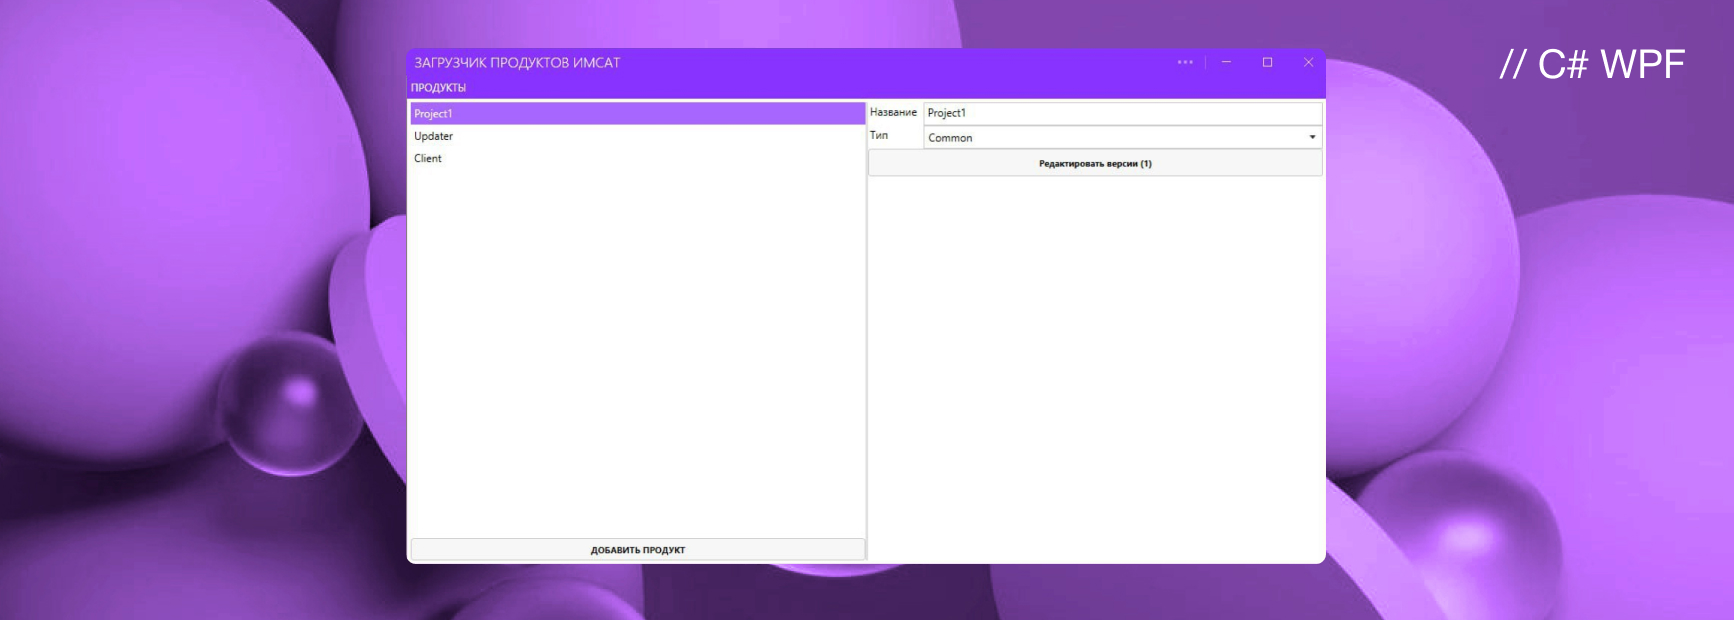 // C# WPF
ЗАГРУЗЧИК ПРОДУКТОВ ИМСАТ
ПРОДУКТЫ
Project1
Updater
Client
ДОБАВИТЬ ПРОДУКТ
Название Project1
Тип Common
Редактировать версии (1)